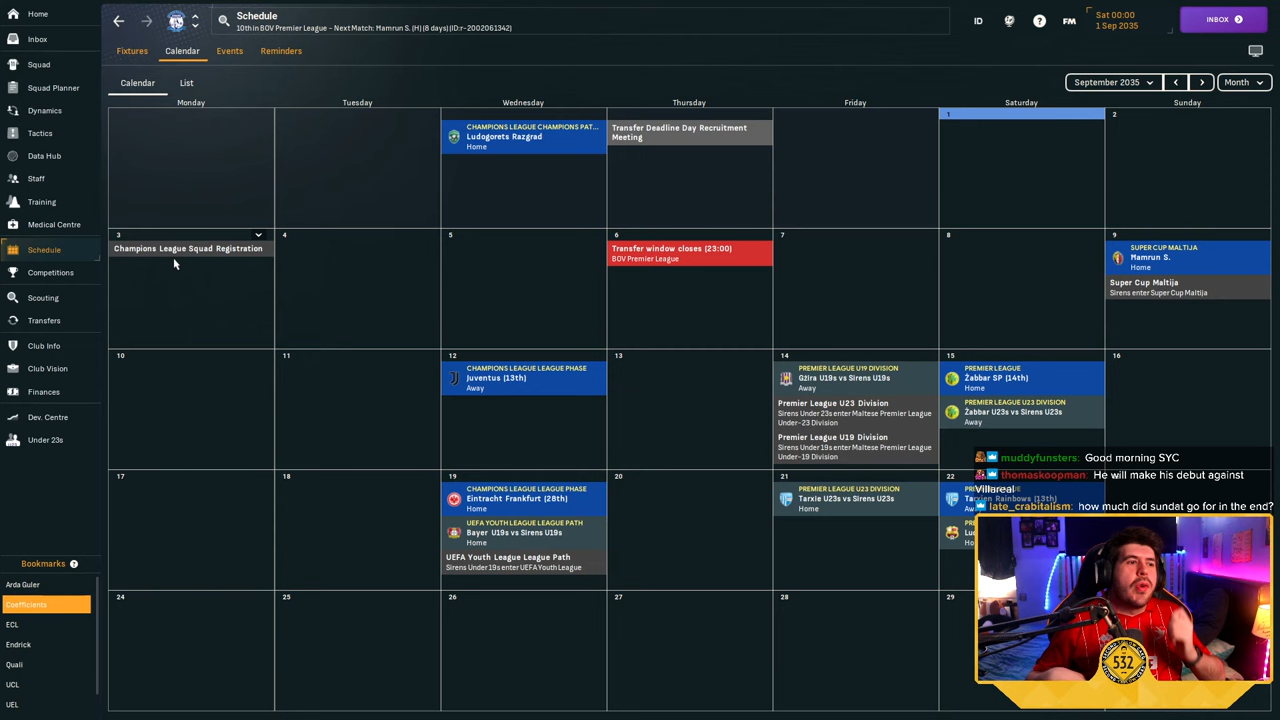 Home
Inbox
Squad
Squad Planner
Dynamics
Tactics
Data Hub
Staff
Training
Medical Centre
Schedule
Competitions
Scouting
Transfers
Club Info
Club Vision
Finances
Dev. Centre
Under 23s
Bookmarks ?
Arda Guler
Coefficients
ECL
Endrick
Quali
UCL
UEL
Schedule
10th in BOV Premier League - Next Match: Mamrun S. (H) (8 days) (ID:r-2002061342)
ID
?
FM
Sat 00:00
1 Sep 2035
INBOX
Fixtures
Calendar
Events
Reminders
Calendar
List
September 2035
Month
Monday
Tuesday
Wednesday
Thursday
Friday
Saturday
Sunday
CHAMPIONS LEAGUE CHAMPIONS PAT...
Ludogorets Razgrad
Home
Transfer Deadline Day Recruitment
Meeting
1
2
3
Champions League Squad Registration
4
5
6
Transfer window closes (23:00)
BOV Premier League
7
8
9
SUPER CUP MALTIJA
Mamrun S.
Home
Super Cup Maltija
Sirens enter Super Cup Maltija
10
11
12
CHAMPIONS LEAGUE LEAGUE PHASE
Juventus (13th)
Away
13
14
PREMIER LEAGUE U19 DIVISION
Gżira U19s vs Sirens U19s
Away
Premier League U23 Division
Sirens Under 23s enter Maltese Premier League
Under-23 Division
Premier League U19 Division
Sirens Under 19s enter Maltese Premier League
Under-19 Division
15
PREMIER LEAGUE
Żabbar SP (14th)
Home
PREMIER LEAGUE U23 DIVISION
Żabbar U23s vs Sirens U23s
Away
16
17
18
19
CHAMPIONS LEAGUE LEAGUE PHASE
Eintracht Frankfurt (28th)
Home
UEFA YOUTH LEAGUE LEAGUE PATH
Bayer U19s vs Sirens U19s
Home
UEFA Youth League League Path
Sirens Under 19s enter UEFA Youth League
20
21
PREMIER LEAGUE U23 DIVISION
Tarxie U23s vs Sirens U23s
Home
22
Tarxien Rainbows (13th)
24
25
26
27
28
29
muddyfunsters: Good morning SYC
thomaskoopman: He will make his debut against
Villareal
late_crabitalism: how much did sundat go for in the end?
532